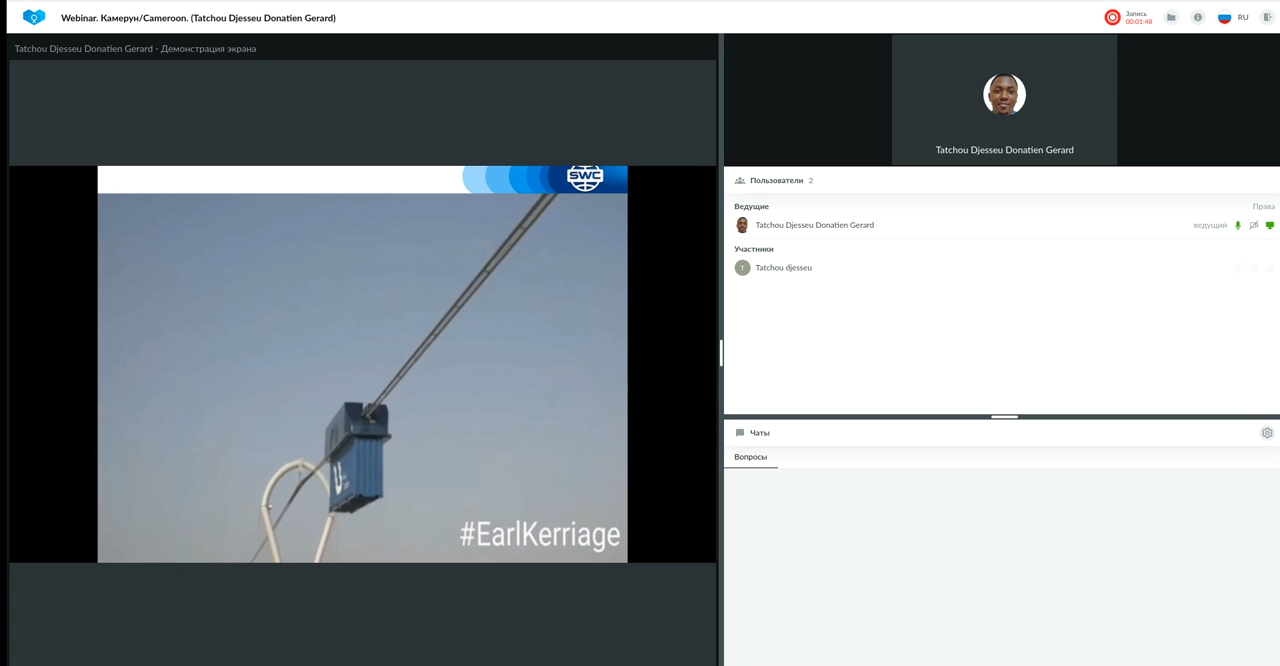 Webinar. Камерун/Cameroon. (Tatchou Djesseu Donatien Gerard)
Запись
00:01:48
RU
Tatchou Djesseu Donatien Gerard - Демонстрация экрана
SWC
#EarlKerriage
Tatchou Djesseu Donatien Gerard
Пользователи 2
Ведущие Права
Tatchou Djesseu Donatien Gerard ведущий
Участники
T Tatchou djesseu
Чаты
Вопросы